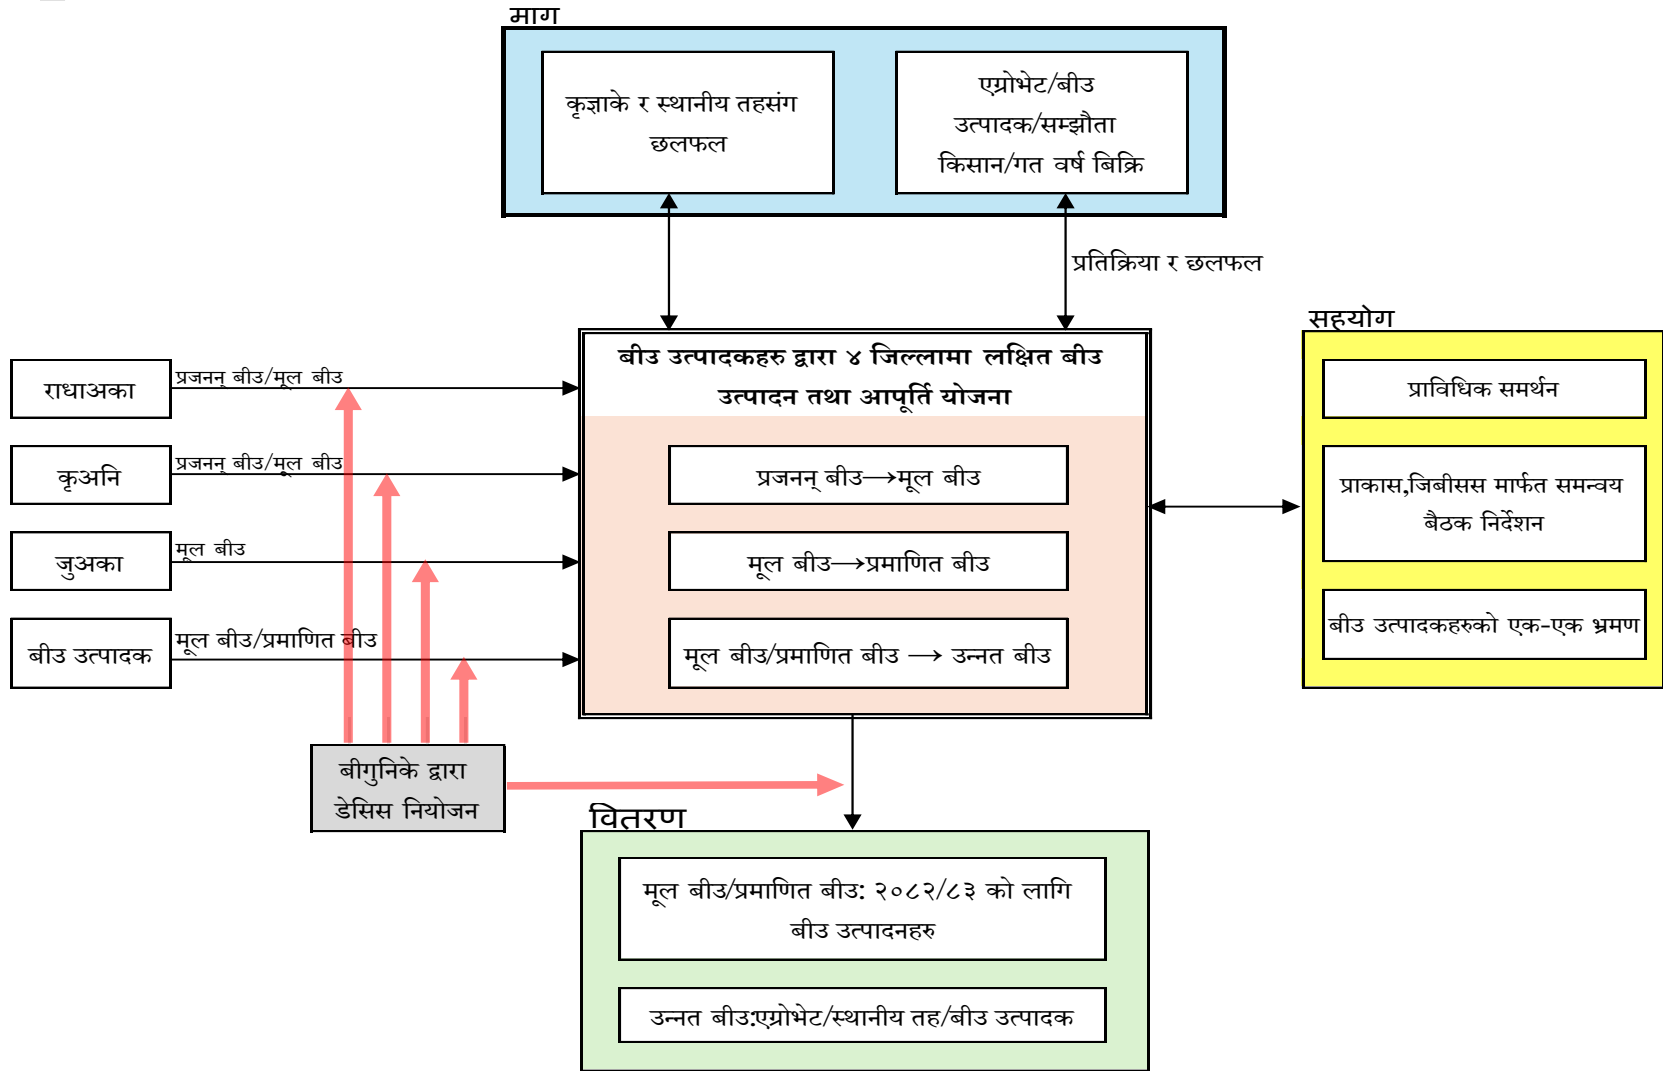 माग
कृज्ञाके र स्थानीय तहसंग
छलफल
एग्रोभेट/बीउ
उत्पादक/सम्झौता
किसान/गत वर्ष बिक्रि
प्रतिक्रिया र छलफल
बीउ उत्पादकहरु द्वारा ४ जिल्लामा लक्षित बीउ
उत्पादन तथा आपूर्ति योजना
प्रजनन् बीउ→मूल बीउ
मूल बीउ→प्रमाणित बीउ
मूल बीउ/प्रमाणित बीउ → उन्नत बीउ
राधाअका
प्रजनन् बीउ/मूल बीउ
कृअनि
प्रजनन् बीउ/मूल बीउ
जुअका
मूल बीउ
बीउ उत्पादक
मूल बीउ/प्रमाणित बीउ
बीगुनिके द्वारा
डेसिस नियोजन
सहयोग
प्राविधिक समर्थन
प्राकास,जिबीसस मार्फत समन्वय
बैठक निर्देशन
बीउ उत्पादकहरुको एक-एक भ्रमण
वितरण
मूल बीउ/प्रमाणित बीउ: २०८२/८३ को लागि
बीउ उत्पादनहरु
उन्नत बीउ:एग्रोभेट/स्थानीय तह/बीउ उत्पादक